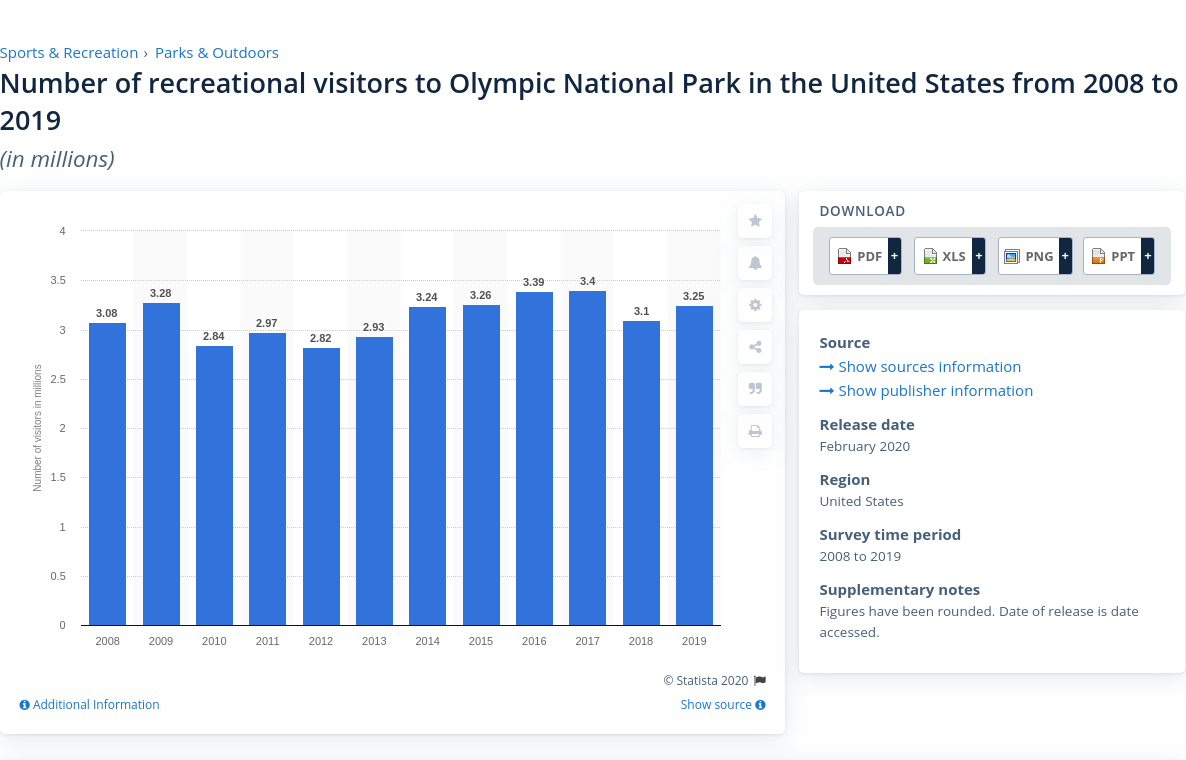 Sports & Recreation › Parks & Outdoors
Number of recreational visitors to Olympic National Park in the United States from 2008 to
2019
(in millions)
Number of visitors in millions
4
3.5
3
2.5
2
1.5
1
0.5
0
3.08
3.28
2.84
2.97
2.82
2.93
3.24
3.26
3.39
3.4
3.1
3.25
2008 2009 2010 2011 2012 2013 2014 2015 2016 2017 2018 2019
© Statista 2020
Additional Information
Show source
DOWNLOAD
PDF + XLS + PNG + PPT +
Source
Show sources information
Show publisher information
Release date
February 2020
Region
United States
Survey time period
2008 to 2019
Supplementary notes
Figures have been rounded. Date of release is date
accessed.